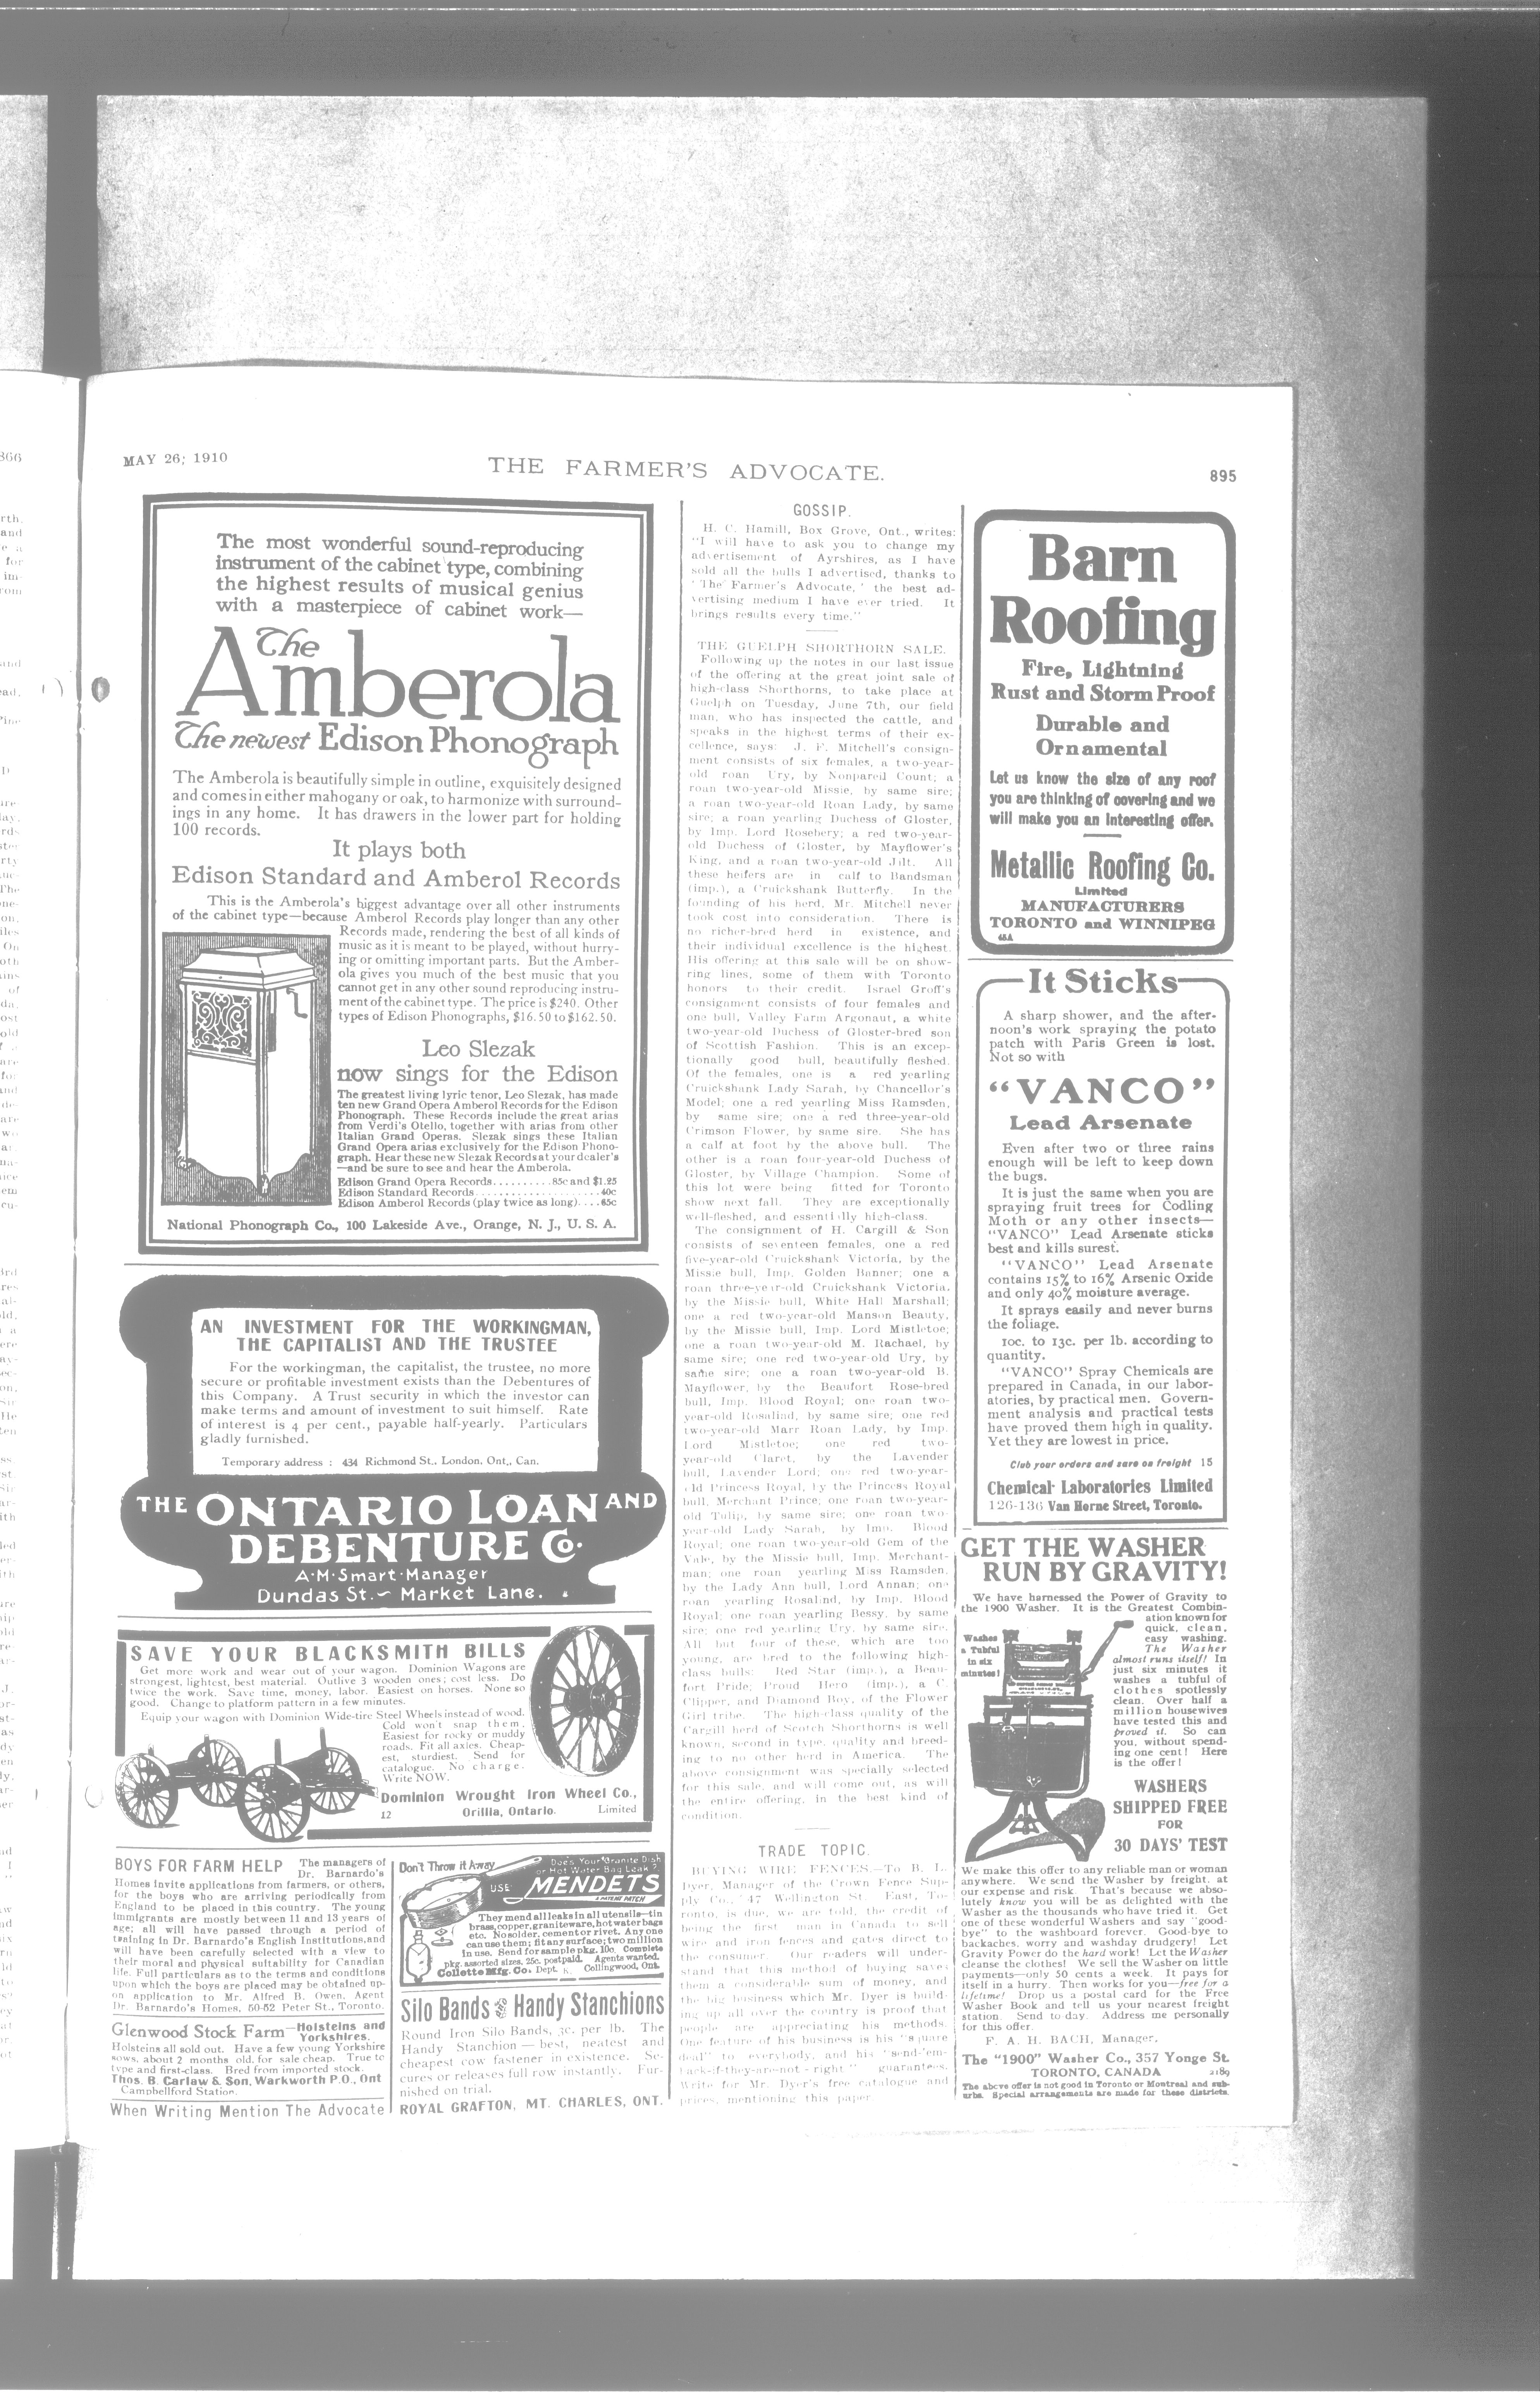 MAY 26; 1910
THE FARMER'S ADVOCATE.
895
The most wonderful sound-reproducing
instrument of the cabinet type, combining
the highest results of musical genius
with a masterpiece of cabinet work—
The
Amberola
The newest Edison Phonograph
The Amberola is beautifully simple in outline, exquisitely designed
and comes in either mahogany or oak, to harmonize with surround-
ings in any home. It has drawers in the lower part for holding
100 records.
It plays both
Edison Standard and Amberol Records
This is the Amberola's biggest advantage over all other instruments
of the cabinet type—because Amberol Records play longer than any other
Records made, rendering the best of all kinds of
music as it is meant to be played, without hurry-
ing or omitting important parts. But the Amber-
ola gives you much of the best music that you
cannot get in any other sound reproducing instru-
ment of the cabinet type. The price is $240. Other
types of Edison Phonographs, $16.50 to $162.50.
Leo Slezak
now sings for the Edison
The greatest living lyric tenor, Leo Slezak, has made
ten new Grand Opera Amberol Records for the Edison
Phonograph. These Records include the great arias
from Verdi's Otello, together with arias from other
Italian Grand Operas. Slezak sings these Italian
Grand Opera arias exclusively for the Edison Phono-
graph. Hear these new Slezak Records at your dealer's
—and be sure to see and hear the Amberola.
Edison Grand Opera Records..........85c and $1.25
Edison Standard Records....................40c
Edison Amberol Records (play twice as long)....65c
National Phonograph Co., 100 Lakeside Ave., Orange, N. J., U. S. A.
AN INVESTMENT FOR THE WORKINGMAN,
THE CAPITALIST AND THE TRUSTEE
For the workingman, the capitalist, the trustee, no more
secure or profitable investment exists than the Debentures of
this Company. A Trust security in which the investor can
make terms and amount of investment to suit himself. Rate
of interest is 4 per cent., payable half-yearly. Particulars
gladly furnished.
Temporary address : 434 Richmond St., London, Ont., Can.
THE ONTARIO LOAN AND
DEBENTURE Co.
A·M·Smart·Manager
Dundas St.~ Market Lane.
SAVE YOUR BLACKSMITH BILLS
Get more work and wear out of your wagon. Dominion Wagons are
strongest, lightest, best material. Outlive 3 wooden ones; cost less. Do
twice the work. Save time, money, labor. Easiest on horses. None so
good. Change to platform pattern in a few minutes.
Equip your wagon with Dominion Wide-tire Steel Wheels instead of wood.
Cold won't snap them.
Easiest for rocky or muddy
roads. Fit all axles. Cheap-
est, sturdiest. Send for
catalogue. No charge.
Write NOW.
Dominion Wrought Iron Wheel Co.,
12 Orillia, Ontario. Limited
BOYS FOR FARM HELP The managers of
Dr. Barnardo's
Homes invite applications from farmers, or others,
for the boys who are arriving periodically from
England to be placed in this country. The young
immigrants are mostly between 11 and 13 years of
age; all will have passed through a period of
training in Dr. Barnardo's English Institutions, and
will have been carefully selected with a view to
their moral and physical suitability for Canadian
life. Full particulars as to the terms and conditions
upon which the boys are placed may be obtained up-
on application to Mr. Alfred B. Owen, Agent
Dr. Barnardo's Homes, 50-52 Peter St., Toronto.
Glenwood Stock Farm—Holsteins and
Yorkshires.
Holsteins all sold out. Have a few young Yorkshire
sows, about 2 months old, for sale cheap. True to
type and first-class. Bred from imported stock.
Thos. B. Carlaw & Son, Warkworth P.O., Ont
Campbellford Station.
When Writing Mention The Advocate
Don't Throw it Away
Does Your Granite Dish
or Hot Water Bag Leak?
USE MENDETS
A PATENT PATCH
They mend all leaks in all utensils—tin
brass, copper, graniteware, hot water bags
etc. No solder, cement or rivet. Any one
can use them; fit any surface; two million
in use. Send for sample pkg. 10c. Complete
pkg. assorted sizes, 25c. postpaid. Agents wanted.
Collette Mfg. Co. Dept. K. Collingwood, Ont.
Silo Bands & Handy Stanchions
Round Iron Silo Bands, 3c. per lb. The
Handy Stanchion — best, neatest and
cheapest cow fastener in existence. Se-
cures or releases full row instantly. Fur-
nished on trial.
ROYAL GRAFTON, MT. CHARLES, ONT.
GOSSIP.
H. C. Hamill, Box Grove, Ont., writes:
"I will have to ask you to change my
advertisement of Ayrshires, as I have
sold all the bulls I advertised, thanks to
'The Farmer's Advocate,' the best ad-
vertising medium I have ever tried. It
brings results every time."
THE GUELPH SHORTHORN SALE.
Following up the notes in our last issue
of the offering at the great joint sale of
high-class Shorthorns, to take place at
Guelph on Tuesday, June 7th, our field
man, who has inspected the cattle, and
speaks in the highest terms of their ex-
cellence, says: J. F. Mitchell's consign-
ment consists of six females, a two-year-
old roan Ury, by Nonpareil Count; a
roan two-year-old Missie, by same sire;
a roan two-year-old Roan Lady, by same
sire; a roan yearling Duchess of Gloster,
by Imp. Lord Rosebery; a red two-year-
old Duchess of Gloster, by Mayflower's
King, and a roan two-year-old Jilt. All
these heifers are in calf to Bandsman
(imp.), a Cruickshank Butterfly. In the
founding of his herd, Mr. Mitchell never
took cost into consideration. There is
no richer-bred herd in existence, and
their individual excellence is the highest.
His offering at this sale will be on show-
ring lines, some of them with Toronto
honors to their credit. Israel Groff's
consignment consists of four females and
one bull, Valley Farm Argonaut, a white
two-year-old Duchess of Gloster-bred son
of Scottish Fashion. This is an excep-
tionally good bull, beautifully fleshed.
Of the females, one is a red yearling
Cruickshank Lady Sarah, by Chancellor's
Model; one a red yearling Miss Ramsden,
by same sire; one a red three-year-old
Crimson Flower, by same sire. She has
a calf at foot by the above bull. The
other is a roan four-year-old Duchess of
Gloster, by Village Champion. Some of
this lot were being fitted for Toronto
show next fall. They are exceptionally
well-fleshed, and essentially high-class.
The consignment of H. Cargill & Son
consists of seventeen females, one a red
five-year-old Cruickshank Victoria, by the
Missie bull, Imp. Golden Banner; one a
roan three-year-old Cruickshank Victoria,
by the Missie bull, White Hall Marshall;
one a red two-year-old Manson Beauty,
by the Missie bull, Imp. Lord Mistletoe;
one a roan two-year-old M. Rachael, by
same sire; one red two-year-old Ury, by
same sire; one a roan two-year-old B.
Mayflower, by the Beaufort Rose-bred
bull, Imp. Blood Royal; one roan two-
year-old Rosalind, by same sire; one red
two-year-old Marr Roan Lady, by Imp.
Lord Mistletoe; one red two-
year-old Claret, by the Lavender
bull, Lavender Lord; one red two-year-
old Princess Royal, by the Princess Royal
bull, Merchant Prince; one roan two-year-
old Tulip, by same sire; one roan two-
year-old Lady Sarah, by Imp. Blood
Royal; one roan two-year-old Gem of the
Vale, by the Missie bull, Imp. Merchant-
man; one roan yearling Miss Ramsden,
by the Lady Ann bull, Lord Annan; one
roan yearling Rosalind, by Imp. Blood
Royal; one roan yearling Bessy, by same
sire; one red yearling Ury, by same sire.
All but four of these, which are too
young, are bred to the following high-
class bulls: Red Star (imp.), a Beau-
fort Pride; Proud Hero (imp.), a C.
Clipper, and Diamond Boy, of the Flower
Girl tribe. The high-class quality of the
Cargill herd of Scotch Shorthorns is well
known, second in type, quality and breed-
ing to no other herd in America. The
above consignment was specially selected
for this sale, and will come out, as will
the entire offering, in the best kind of
condition.
TRADE TOPIC.
BUYING WIRE FENCES.—To B. L.
Dyer, Manager of the Crown Fence Sup-
ply Co., 47 Wellington St. East, To-
ronto, is due, we are told, the credit of
being the first man in Canada to sell
wire and iron fences and gates direct to
the consumer. Our readers will under-
stand that this method of buying saves
them a considerable sum of money, and
the big business which Mr. Dyer is build-
ing up all over the country is proof that
people are appreciating his methods.
One feature of his business is his "square
deal" to everybody, and his "send-'em-
back-if-they-are-not-right" guarantees.
Write for Mr. Dyer's free catalogue and
prices, mentioning this paper.
Barn
Roofing
Fire, Lightning
Rust and Storm Proof
Durable and
Ornamental
Let us know the size of any roof
you are thinking of covering and we
will make you an interesting offer.
Metallic Roofing Co.
Limited
MANUFACTURERS
TORONTO and WINNIPEG
It Sticks
A sharp shower, and the after-
noon's work spraying the potato
patch with Paris Green is lost.
Not so with
"VANCO"
Lead Arsenate
Even after two or three rains
enough will be left to keep down
the bugs.
It is just the same when you are
spraying fruit trees for Codling
Moth or any other insects—
"VANCO" Lead Arsenate sticks
best and kills surest.
"VANCO" Lead Arsenate
contains 15% to 16% Arsenic Oxide
and only 40% moisture average.
It sprays easily and never burns
the foliage.
10c. to 13c. per lb. according to
quantity.
"VANCO" Spray Chemicals are
prepared in Canada, in our labor-
atories, by practical men. Govern-
ment analysis and practical tests
have proved them high in quality.
Yet they are lowest in price.
Club your orders and save on freight 15
Chemical Laboratories Limited
126-136 Van Horne Street, Toronto.
GET THE WASHER
RUN BY GRAVITY!
We have harnessed the Power of Gravity to
the 1900 Washer. It is the Greatest Combin-
ation known for
quick, clean,
easy washing.
The Washer
almost runs itself! In
just six minutes it
washes a tubful of
clothes spotlessly
clean. Over half a
million housewives
have tested this and
proved it. So can
you, without spend-
ing one cent! Here
is the offer!
Washes
a Tubful
in six
minutes!
WASHERS
SHIPPED FREE
FOR
30 DAYS' TEST
We make this offer to any reliable man or woman
anywhere. We send the Washer by freight, at
our expense and risk. That's because we abso-
lutely know you will be as delighted with the
Washer as the thousands who have tried it. Get
one of these wonderful Washers and say "good-
bye" to the washboard forever. Good-bye to
backaches, worry and washday drudgery! Let
Gravity Power do the hard work! Let the Washer
cleanse the clothes! We sell the Washer on little
payments—only 50 cents a week. It pays for
itself in a hurry. Then works for you—free for a
lifetime! Drop us a postal card for the Free
Washer Book and tell us your nearest freight
station. Send to-day. Address me personally
for this offer.
F. A. H. BACH, Manager,
The "1900" Washer Co., 357 Yonge St.
TORONTO, CANADA 2189
The above offer is not good in Toronto or Montreal and sub-
urbs. Special arrangements are made for these districts.